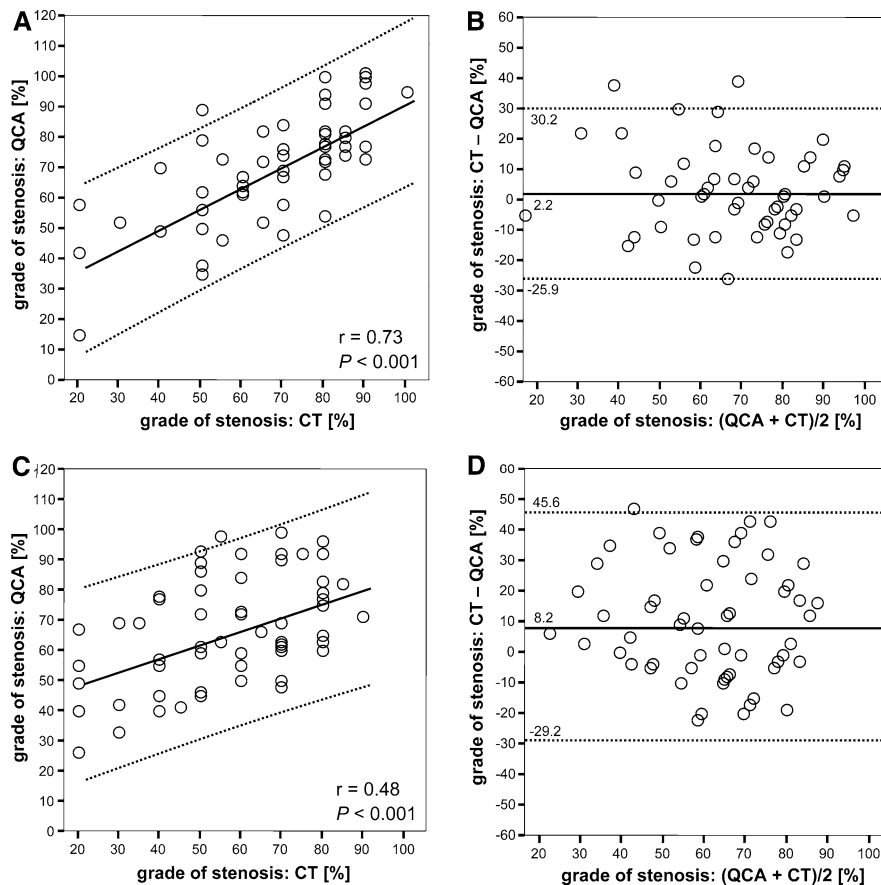 A
120
110
100
90
80
70
60
50
40
30
20
10
0
grade of stenosis: QCA [%]
r = 0.73
P < 0.001
20 30 40 50 60 70 80 90 100
grade of stenosis: CT [%]
B
60
50
40
30
20
10
0
-10
-20
-30
-40
-50
-60
grade of stenosis: CT – QCA [%]
30.2
2.2
-25.9
20 30 40 50 60 70 80 90 100
grade of stenosis: (QCA + CT)/2 [%]
C
120
110
100
90
80
70
60
50
40
30
20
10
0
grade of stenosis: QCA [%]
r = 0.48
P < 0.001
20 30 40 50 60 70 80 90 100
grade of stenosis: CT [%]
D
60
50
40
30
20
10
0
-10
-20
-30
-40
-50
-60
grade of stenosis: CT – QCA [%]
45.6
8.2
-29.2
20 30 40 50 60 70 80 90 100
grade of stenosis: (QCA + CT)/2 [%]